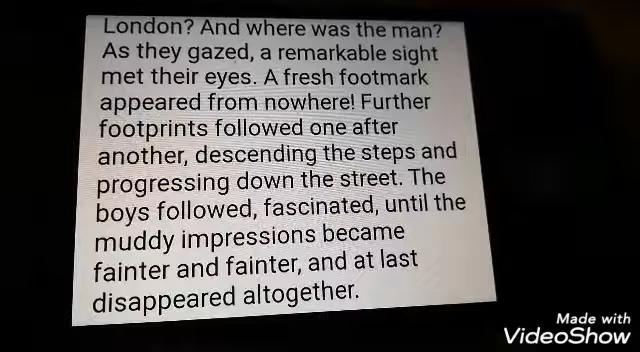 London? And where was the man?
As they gazed, a remarkable sight
met their eyes. A fresh footmark
appeared from nowhere! Further
footprints followed one after
another, descending the steps and
progressing down the street. The
boys followed, fascinated, until the
muddy impressions became
fainter and fainter, and at last
disappeared altogether.
Made with
VideoShow